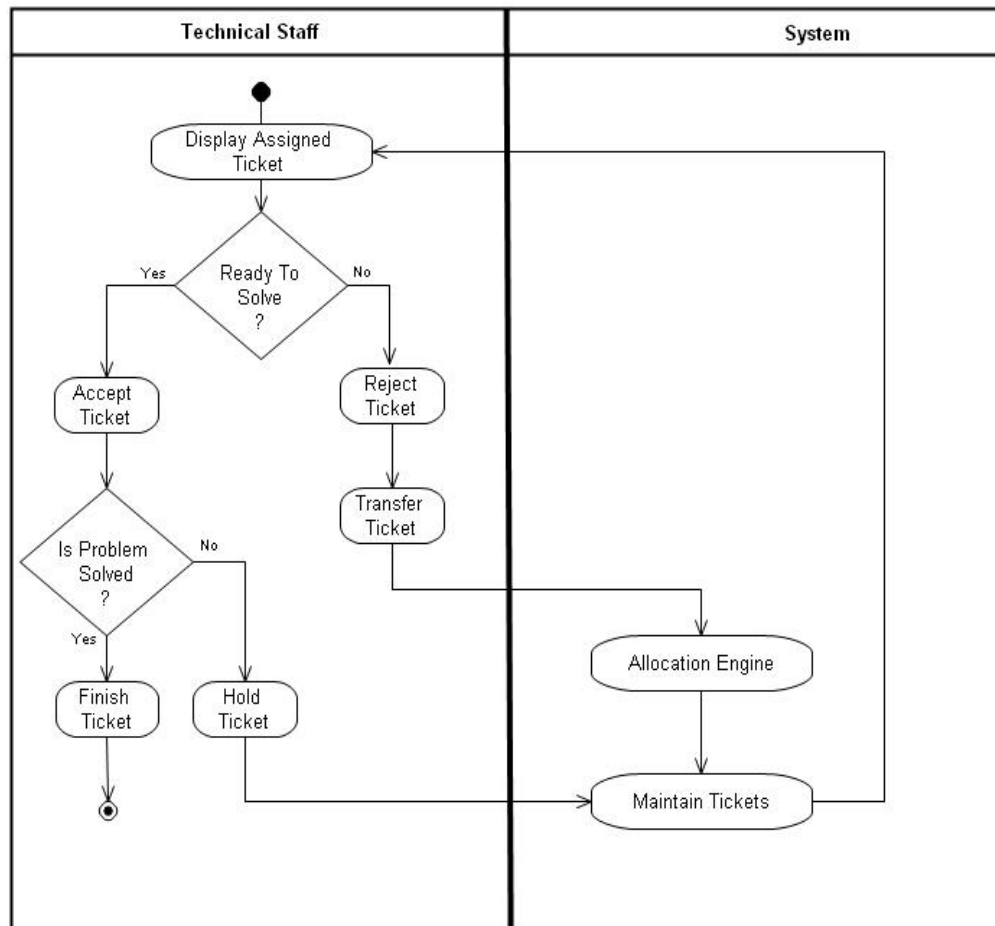 Technical Staff
System
Display Assigned
Ticket
Ready To
Solve
?
Yes
No
Accept
Ticket
Reject
Ticket
Transfer
Ticket
Is Problem
Solved
?
No
Yes
Finish
Ticket
Hold
Ticket
Allocation Engine
Maintain Tickets